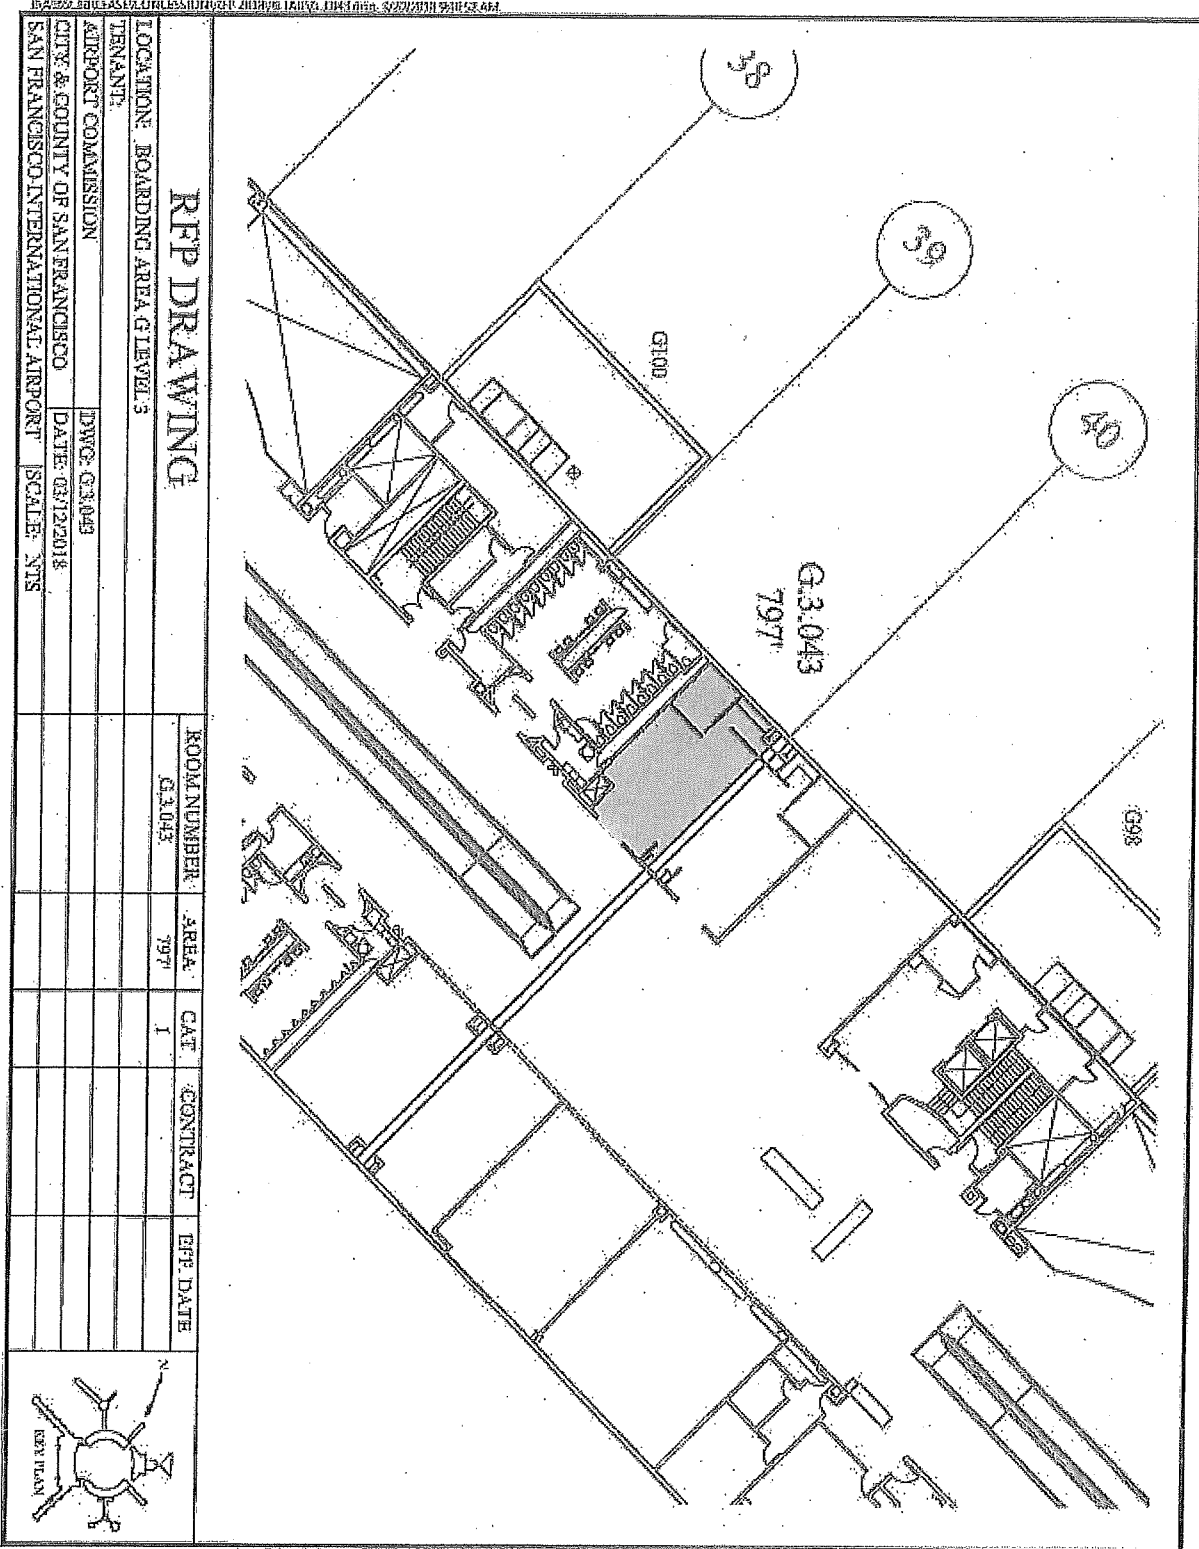 38
39
40
G100
G98
G.3.043
797'
RFP DRAWING
LOCATION: BOARDING AREA G LEVEL 3
TENANT:
AIRPORT COMMISSION DWG: G.3.043
CITY & COUNTY OF SAN FRANCISCO DATE: 03/12/2018
SAN FRANCISCO INTERNATIONAL AIRPORT SCALE: NTS
ROOM NUMBER AREA CAT CONTRACT EFF. DATE
G.3.043 797' 1
N
KEY PLAN